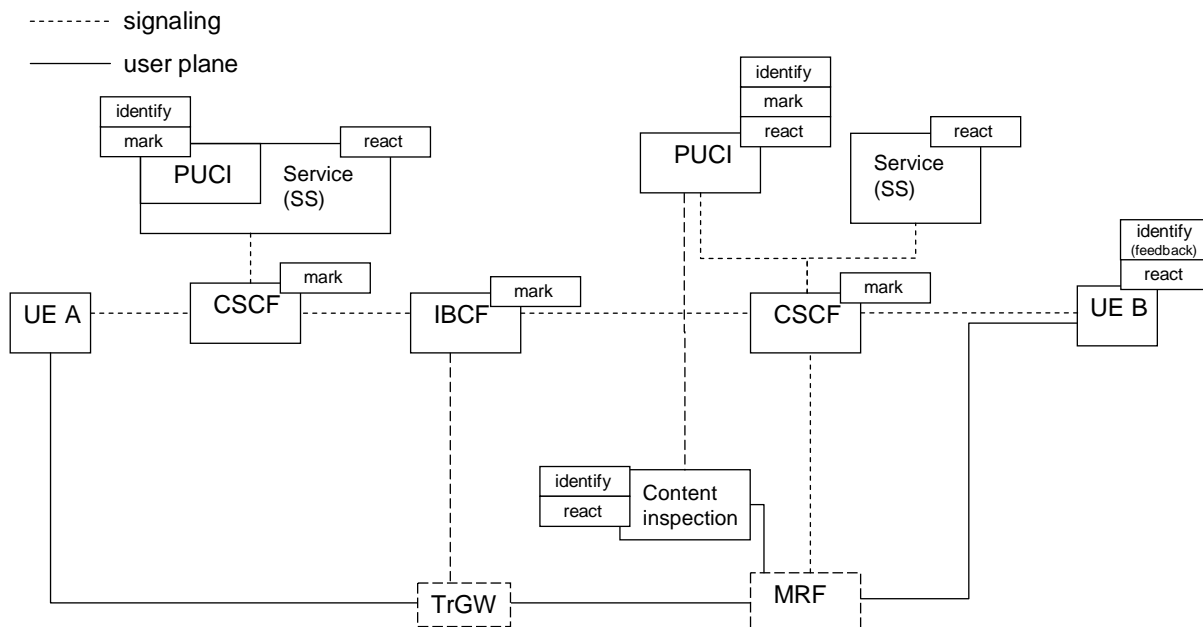 signaling
user plane
identify
mark
PUCI
Service
(SS)
react
identify
mark
react
PUCI
Service
(SS)
react
identify
(feedback)
react
UE A
CSCF
mark
IBCF
mark
CSCF
mark
UE B
identify
react
Content
inspection
TrGW
MRF